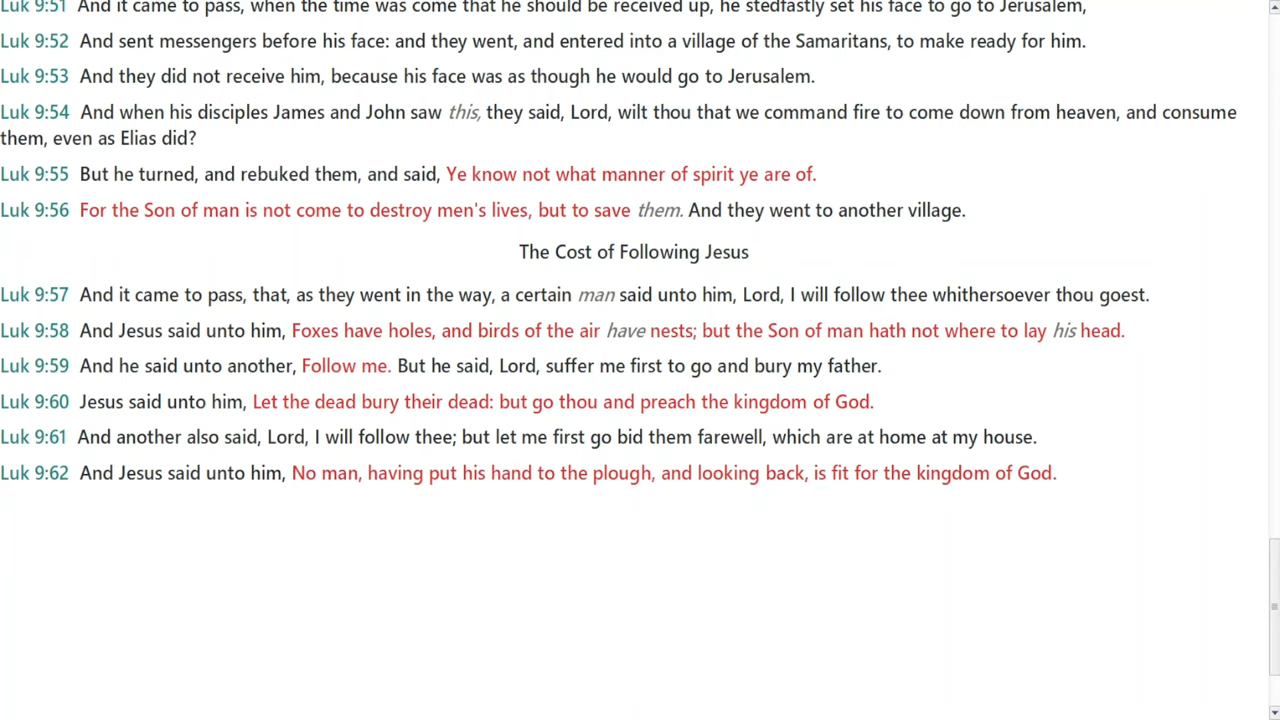 Luk 9:51 And it came to pass, when the time was come that he should be received up, he stedfastly set his face to go to Jerusalem,
Luk 9:52 And sent messengers before his face: and they went, and entered into a village of the Samaritans, to make ready for him.
Luk 9:53 And they did not receive him, because his face was as though he would go to Jerusalem.
Luk 9:54 And when his disciples James and John saw this, they said, Lord, wilt thou that we command fire to come down from heaven, and consume
them, even as Elias did?
Luk 9:55 But he turned, and rebuked them, and said, Ye know not what manner of spirit ye are of.
Luk 9:56 For the Son of man is not come to destroy men's lives, but to save them. And they went to another village.
The Cost of Following Jesus
Luk 9:57 And it came to pass, that, as they went in the way, a certain man said unto him, Lord, I will follow thee whithersoever thou goest.
Luk 9:58 And Jesus said unto him, Foxes have holes, and birds of the air have nests; but the Son of man hath not where to lay his head.
Luk 9:59 And he said unto another, Follow me. But he said, Lord, suffer me first to go and bury my father.
Luk 9:60 Jesus said unto him, Let the dead bury their dead: but go thou and preach the kingdom of God.
Luk 9:61 And another also said, Lord, I will follow thee; but let me first go bid them farewell, which are at home at my house.
Luk 9:62 And Jesus said unto him, No man, having put his hand to the plough, and looking back, is fit for the kingdom of God.